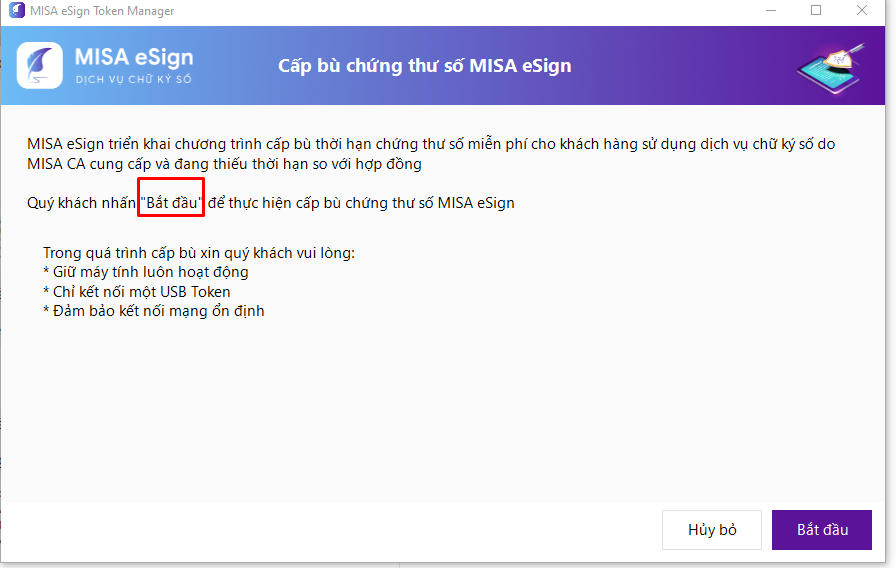 MISA eSign Token Manager
MISA eSign
DỊCH VỤ CHỮ KÝ SỐ
Cấp bù chứng thư số MISA eSign
MISA eSign triển khai chương trình cấp bù thời hạn chứng thư số miễn phí cho khách hàng sử dụng dịch vụ chữ ký số do
MISA CA cung cấp và đang thiếu thời hạn so với hợp đồng
Quý khách nhấn "Bắt đầu" để thực hiện cấp bù chứng thư số MISA eSign
Trong quá trình cấp bù xin quý khách vui lòng:
* Giữ máy tính luôn hoạt động
* Chỉ kết nối một USB Token
* Đảm bảo kết nối mạng ổn định
Hủy bỏ
Bắt đầu